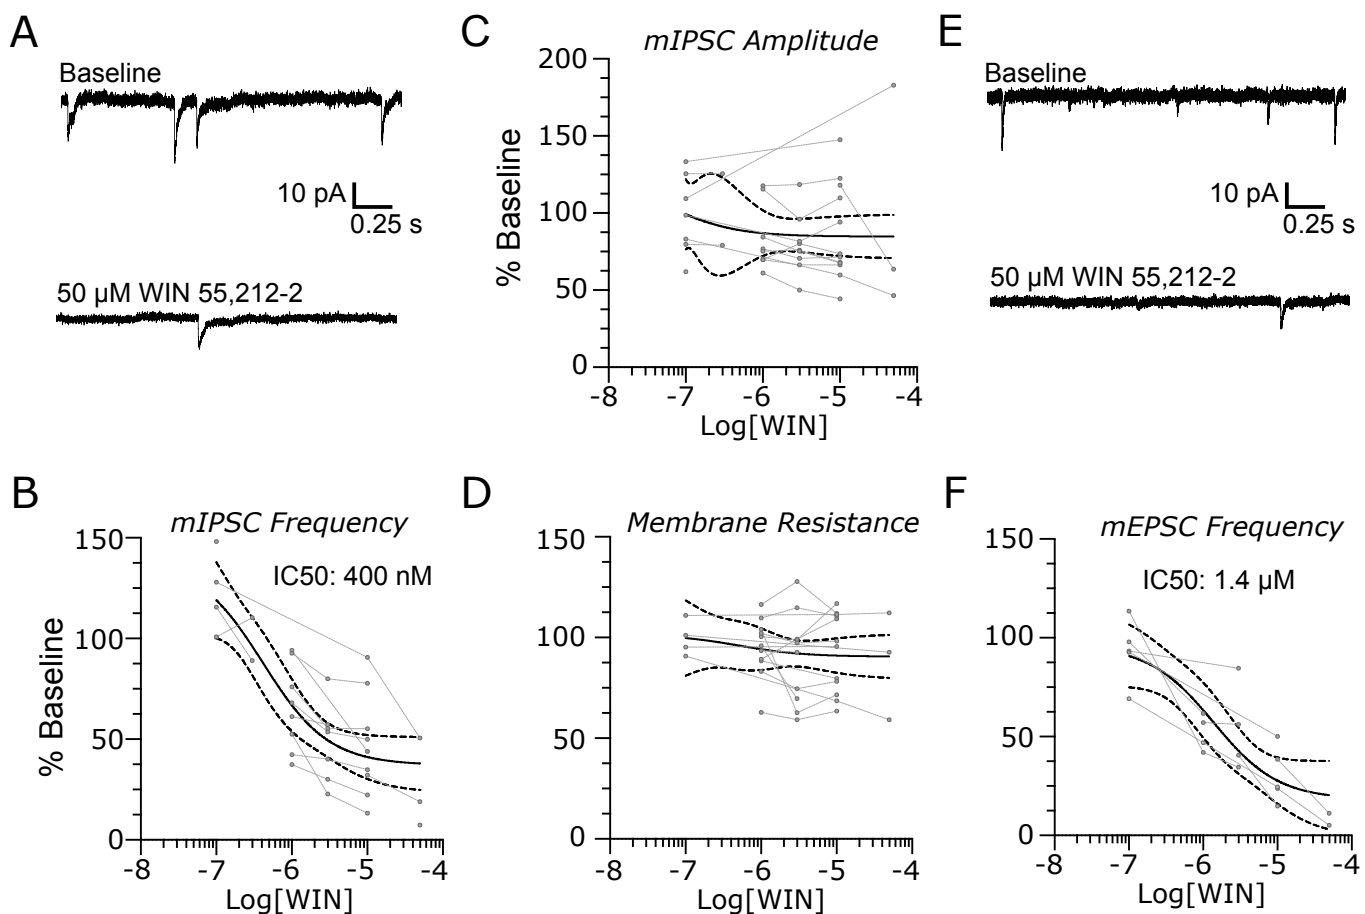 A
Baseline
10 pA
0.25 s
50 µM WIN 55,212-2
C
mIPSC Amplitude
% Baseline
200
150
100
50
0
-8
-7
-6
-5
-4
Log[WIN]
E
Baseline
10 pA
0.25 s
50 µM WIN 55,212-2
B
mIPSC Frequency
IC50: 400 nM
% Baseline
150
100
50
0
-8
-7
-6
-5
-4
Log[WIN]
D
Membrane Resistance
150
100
50
0
-8
-7
-6
-5
-4
Log[WIN]
F
mEPSC Frequency
IC50: 1.4 µM
150
100
50
0
-8
-7
-6
-5
-4
Log[WIN]